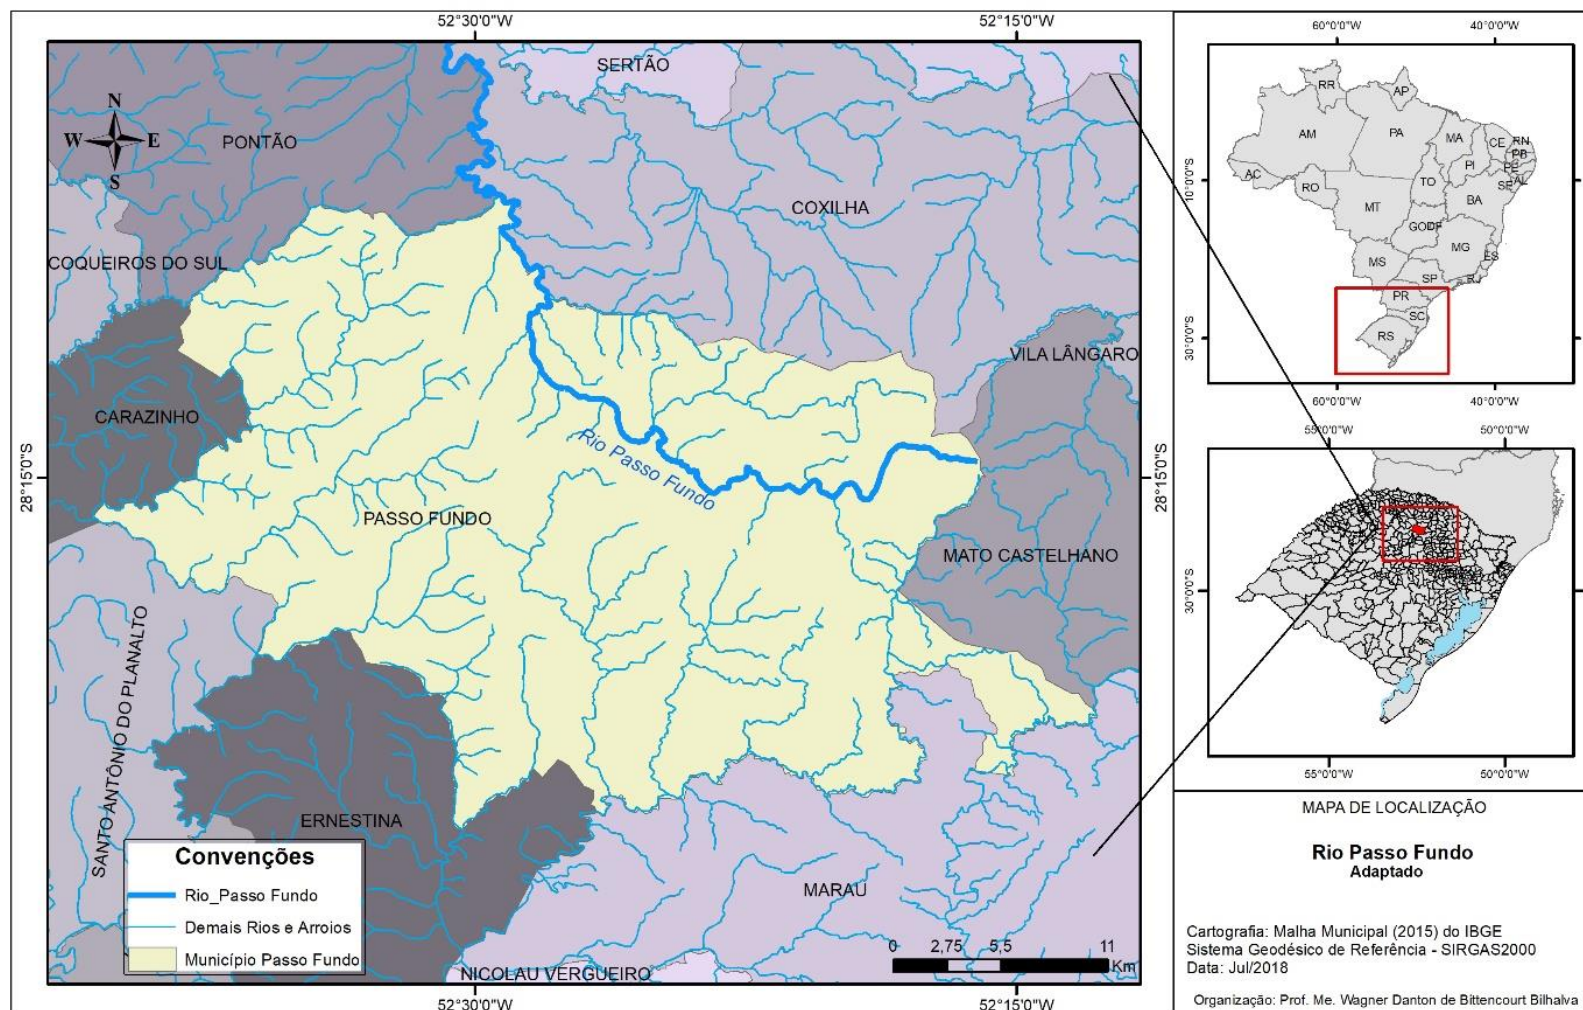 52°30'0"W
52°15'0"W
SERTÃO
N
W E
S
PONTÃO
COXILHA
COQUEIROS DO SUL
VILA LÂNGARO
CARAZINHO
28°15'0"S
Rio Passo Fundo
28°15'0"S
PASSO FUNDO
MATO CASTELHANO
SANTO ANTÔNIO DO PLANALTO
ERNESTINA
MARAU
NICOLAU VERGUEIRO
Convenções
Rio_Passo Fundo
Demais Rios e Arroios
Município Passo Fundo
0 2,75 5,5 11
Km
52°30'0"W
52°15'0"W
60°0'0"W
40°0'0"W
RR
AP
AM
PA
MA
CE
RN
PB
PE
AL
SE
PI
AC
RO
TO
BA
MT
GO
DF
MG
ES
MS
SP
RJ
PR
SC
RS
10°0'0"S
30°0'0"S
60°0'0"W
40°0'0"W
55°0'0"W
50°0'0"W
30°0'0"S
55°0'0"W
50°0'0"W
MAPA DE LOCALIZAÇÃO
Rio Passo Fundo
Adaptado
Cartografia: Malha Municipal (2015) do IBGE
Sistema Geodésico de Referência - SIRGAS2000
Data: Jul/2018
Organização: Prof. Me. Wagner Danton de Bittencourt Bilhalva